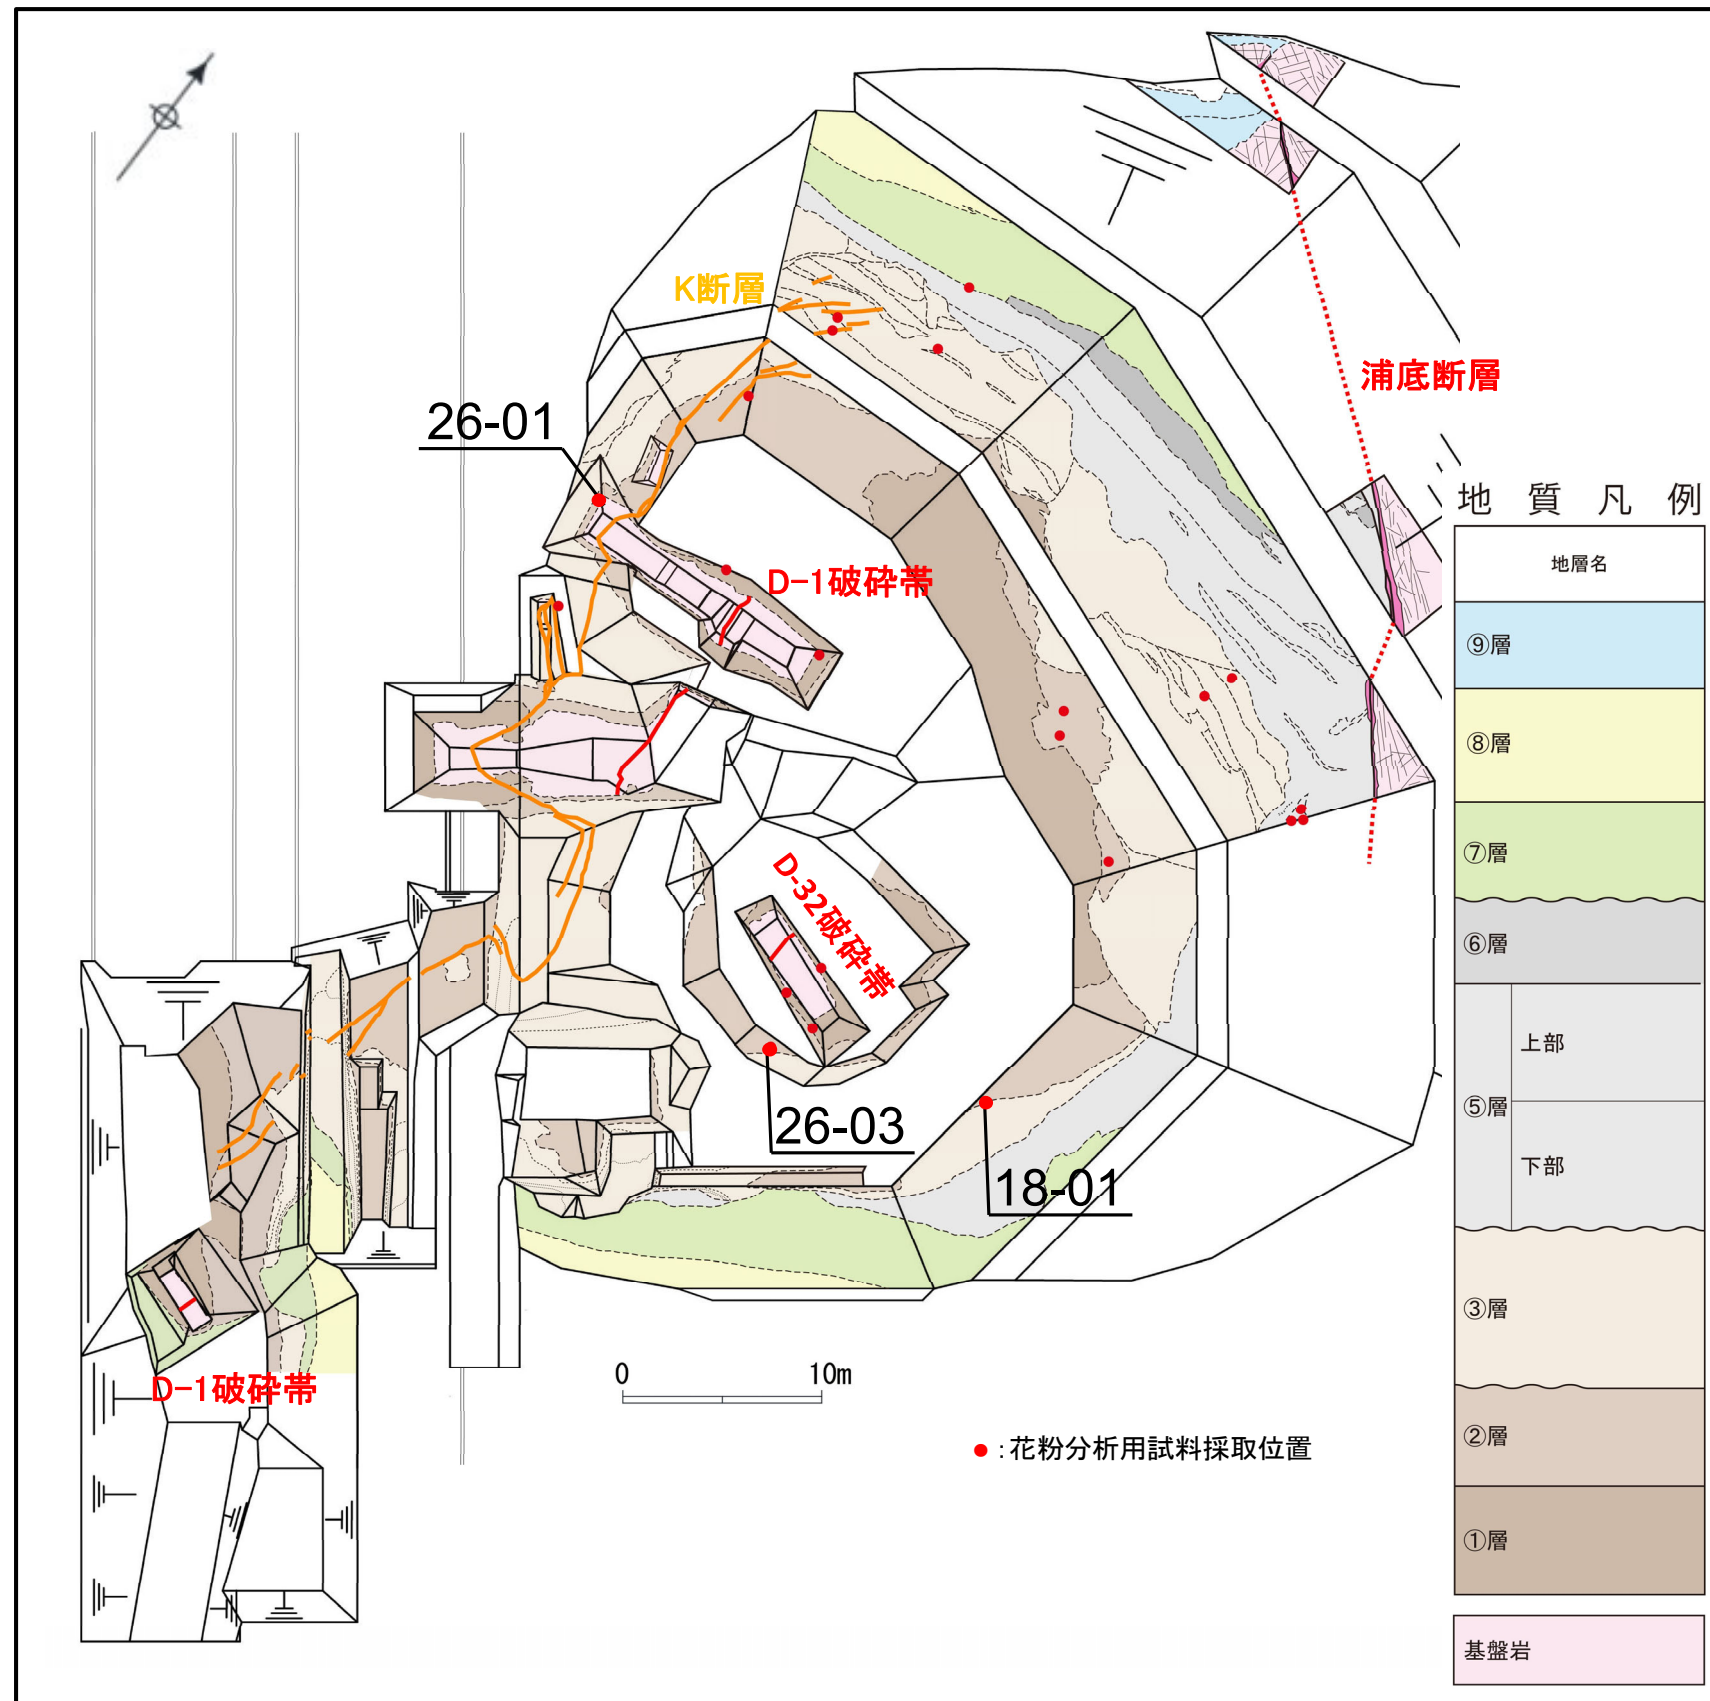 K断層
浦底断層
26-01
D-1破砕帯
D-32破砕帯
26-03
18-01
D-1破砕帯
0 10m
:花粉分析用試料採取位置
地質凡例
地層名
⑨層
⑧層
⑦層
⑥層
上部
⑤層
下部
③層
②層
①層
基盤岩